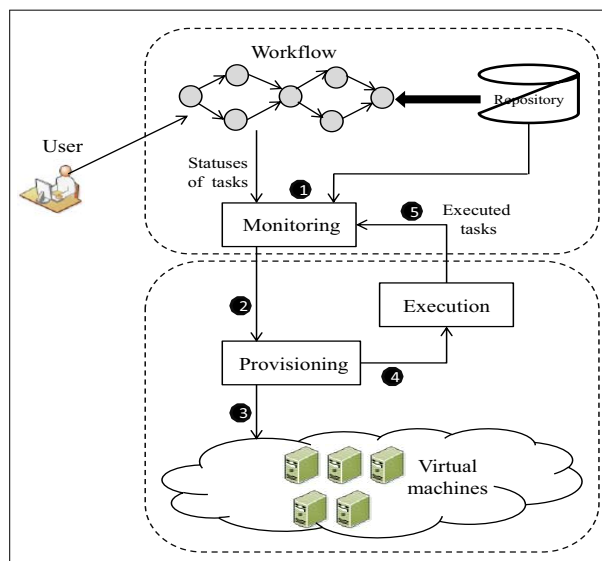 Workflow
Repository
User
Statuses
of tasks
1
5
Executed
tasks
Monitoring
2
Execution
Provisioning
4
3
Virtual
machines